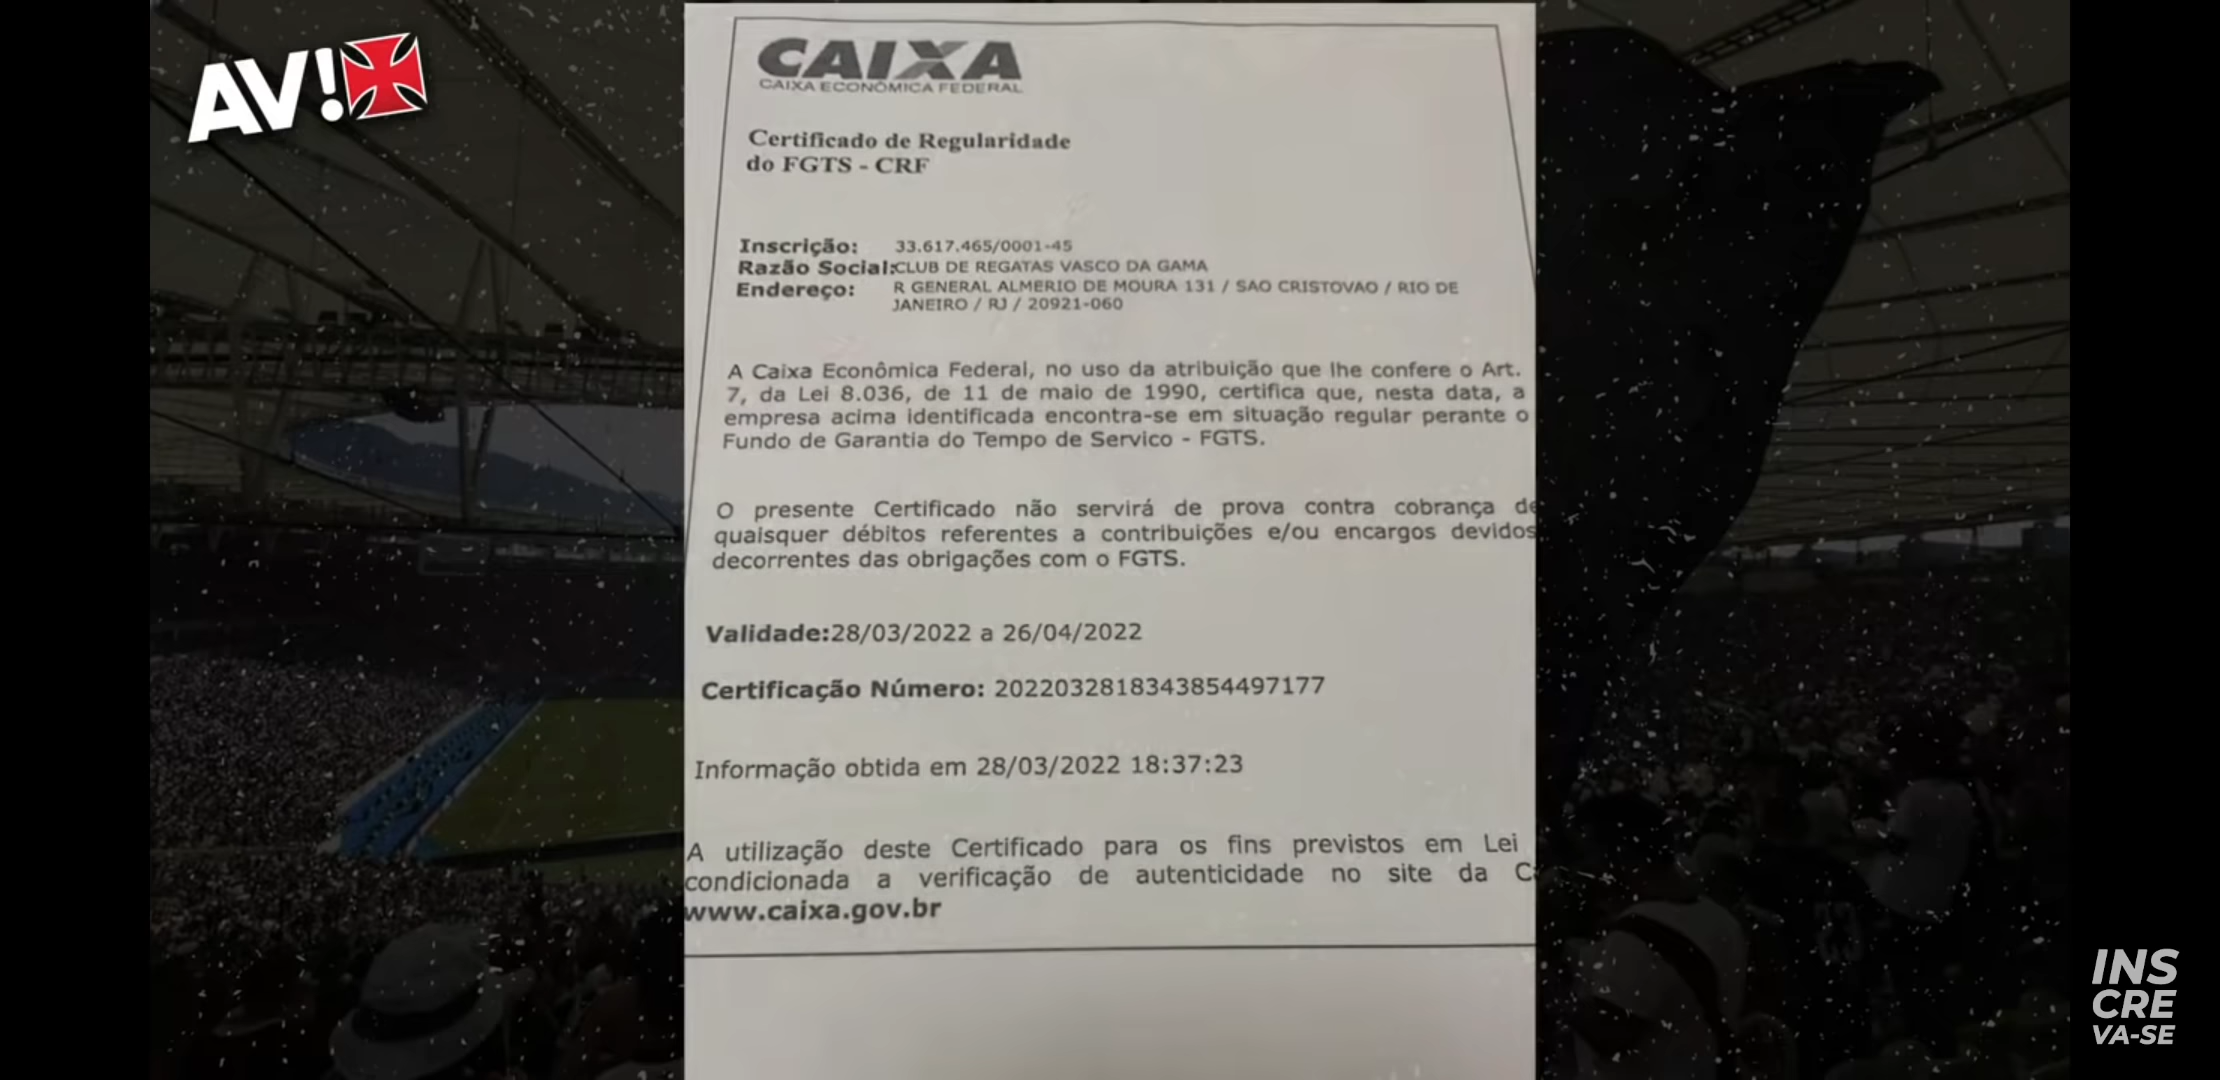 AV!
CAIXA
CAIXA ECONÔMICA FEDERAL
Certificado de Regularidade
do FGTS - CRF
Inscrição: 33.617.465/0001-45
Razão Social:CLUB DE REGATAS VASCO DA GAMA
Endereço: R GENERAL ALMERIO DE MOURA 131 / SAO CRISTOVAO / RIO DE
JANEIRO / RJ / 20921-060
A Caixa Econômica Federal, no uso da atribuição que lhe confere o Art.
7, da Lei 8.036, de 11 de maio de 1990, certifica que, nesta data, a
empresa acima identificada encontra-se em situação regular perante o
Fundo de Garantia do Tempo de Servico - FGTS.
O presente Certificado não servirá de prova contra cobrança de
quaisquer débitos referentes a contribuições e/ou encargos devidos
decorrentes das obrigações com o FGTS.
Validade:28/03/2022 a 26/04/2022
Certificação Número: 2022032818343854497177
Informação obtida em 28/03/2022 18:37:23
A utilização deste Certificado para os fins previstos em Lei
condicionada a verificação de autenticidade no site da
www.caixa.gov.br
INS
CRE
VA-SE